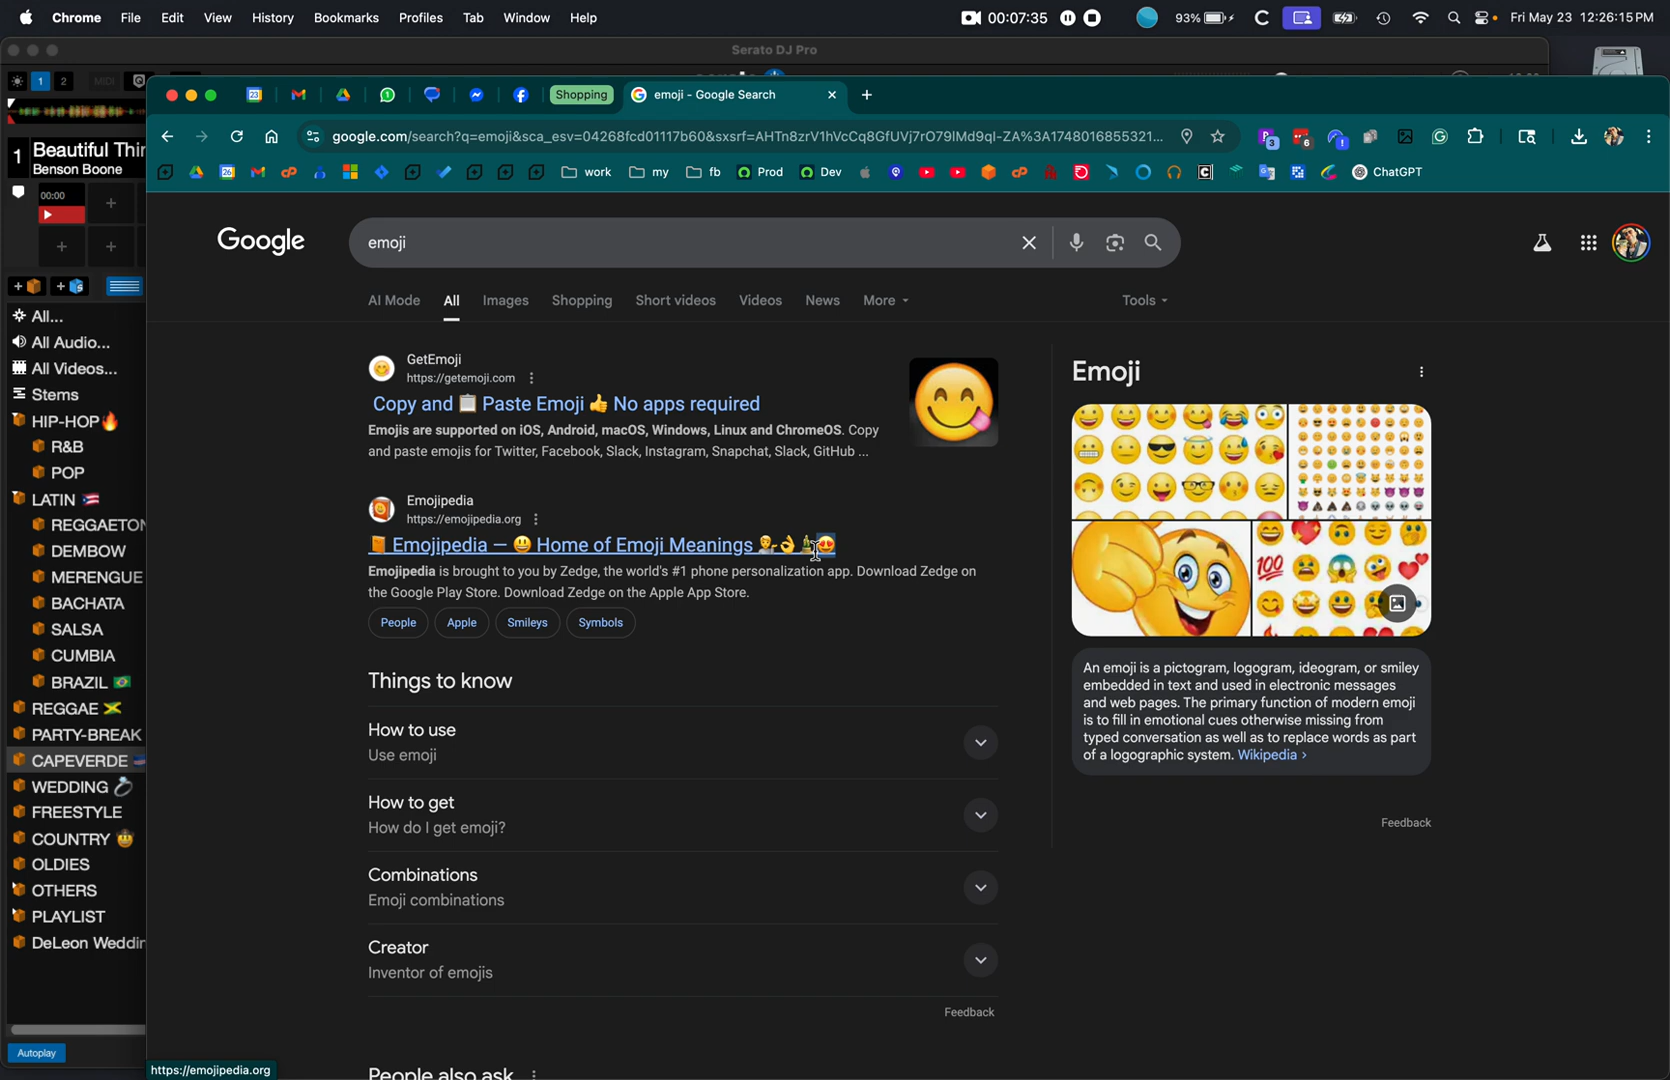 Chrome File Edit View History Bookmarks Profiles Tab Window Help 00:07:35 93% Fri May 23 12:26:15 PM
Serato DJ Pro
1 2 MIDI
Shopping emoji - Google Search
google.com/search?q=emoji&sca_esv=04268fcd01117b60&sxsrf=AHTn8zrV1hVcCq8GfUVj7rO79IMd9qI-ZA%3A1748016855321...
work my fb Prod Dev ChatGPT
1 Beautiful Thin
Benson Boone
00:00
All...
All Audio...
All Videos...
Stems
HIP-HOP🔥
R&B
POP
LATIN 🇵🇷
REGGAETON
DEMBOW
MERENGUE
BACHATA
SALSA
CUMBIA
BRAZIL 🇧🇷
REGGAE 🇯🇲
PARTY-BREAK
CAPEVERDE
WEDDING 💍
FREESTYLE
COUNTRY 🤠
OLDIES
OTHERS
PLAYLIST
DeLeon Weddin
Autoplay
Google
emoji
AI Mode All Images Shopping Short videos Videos News More Tools
GetEmoji
https://getemoji.com
Copy and 📋 Paste Emoji 👍 No apps required
Emojis are supported on iOS, Android, macOS, Windows, Linux and ChromeOS. Copy
and paste emojis for Twitter, Facebook, Slack, Instagram, Snapchat, Slack, GitHub ...
Emojipedia
https://emojipedia.org
📙 Emojipedia — 😃 Home of Emoji Meanings 💁👌🎍😍
Emojipedia is brought to you by Zedge, the world's #1 phone personalization app. Download Zedge on
the Google Play Store. Download Zedge on the Apple App Store.
People Apple Smileys Symbols
Things to know
How to use
Use emoji
How to get
How do I get emoji?
Combinations
Emoji combinations
Creator
Inventor of emojis
Feedback
People also ask
Emoji
100
An emoji is a pictogram, logogram, ideogram, or smiley
embedded in text and used in electronic messages
and web pages. The primary function of modern emoji
is to fill in emotional cues otherwise missing from
typed conversation as well as to replace words as part
of a logographic system. Wikipedia ›
Feedback
https://emojipedia.org